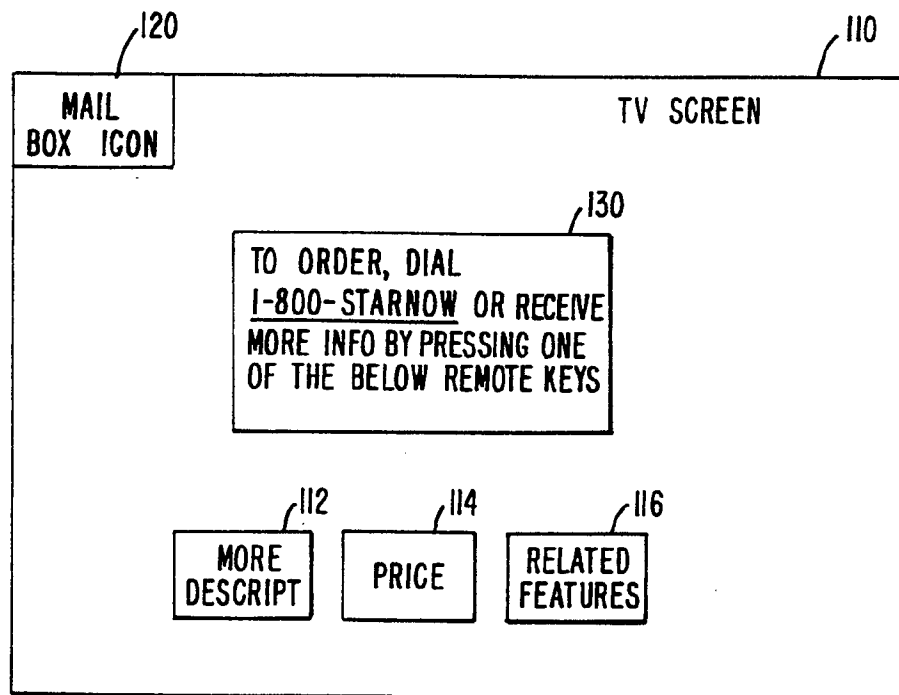 120
110
MAIL
BOX ICON
TV SCREEN
130
TO ORDER, DIAL
1-800-STARNOW OR RECEIVE
MORE INFO BY PRESSING ONE
OF THE BELOW REMOTE KEYS
112
114
116
MORE
DESCRIPT
PRICE
RELATED
FEATURES